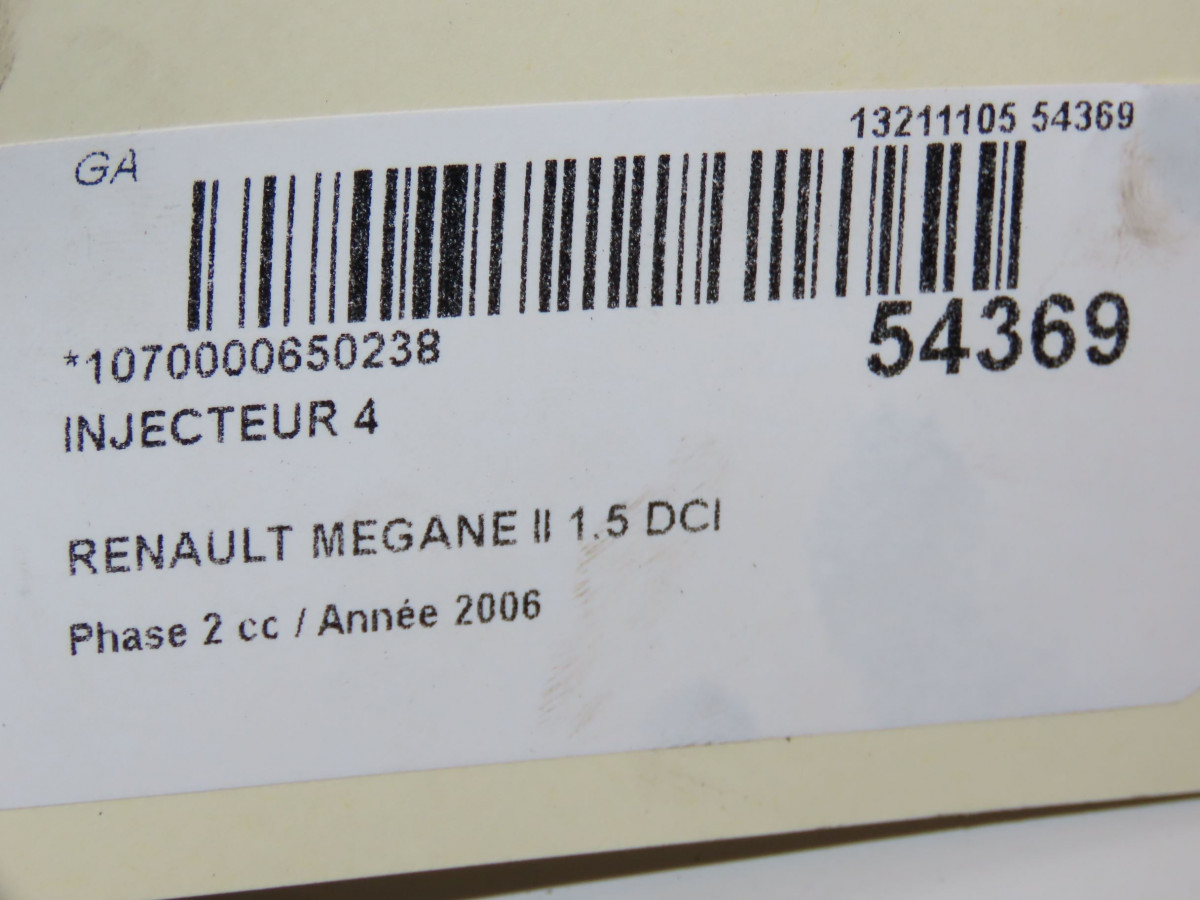 13211105 54369
GA
54369
*1070000650238
INJECTEUR 4
RENAULT MEGANE II 1.5 DCI
Phase 2 cc / Année 2006